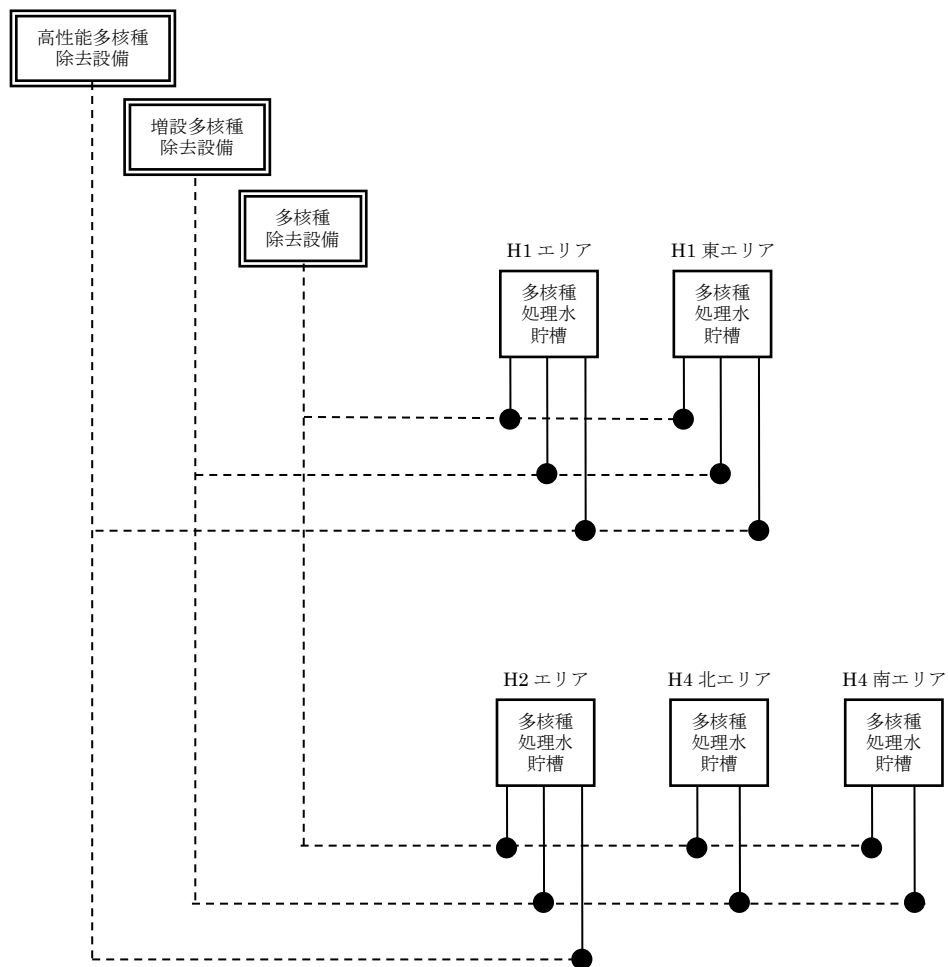 高性能多核種
除去設備
増設多核種
除去設備
多核種
除去設備
H1 エリア
多核種
処理水
貯槽
H1 東エリア
多核種
処理水
貯槽
H2 エリア
多核種
処理水
貯槽
H4 北エリア
多核種
処理水
貯槽
H4 南エリア
多核種
処理水
貯槽